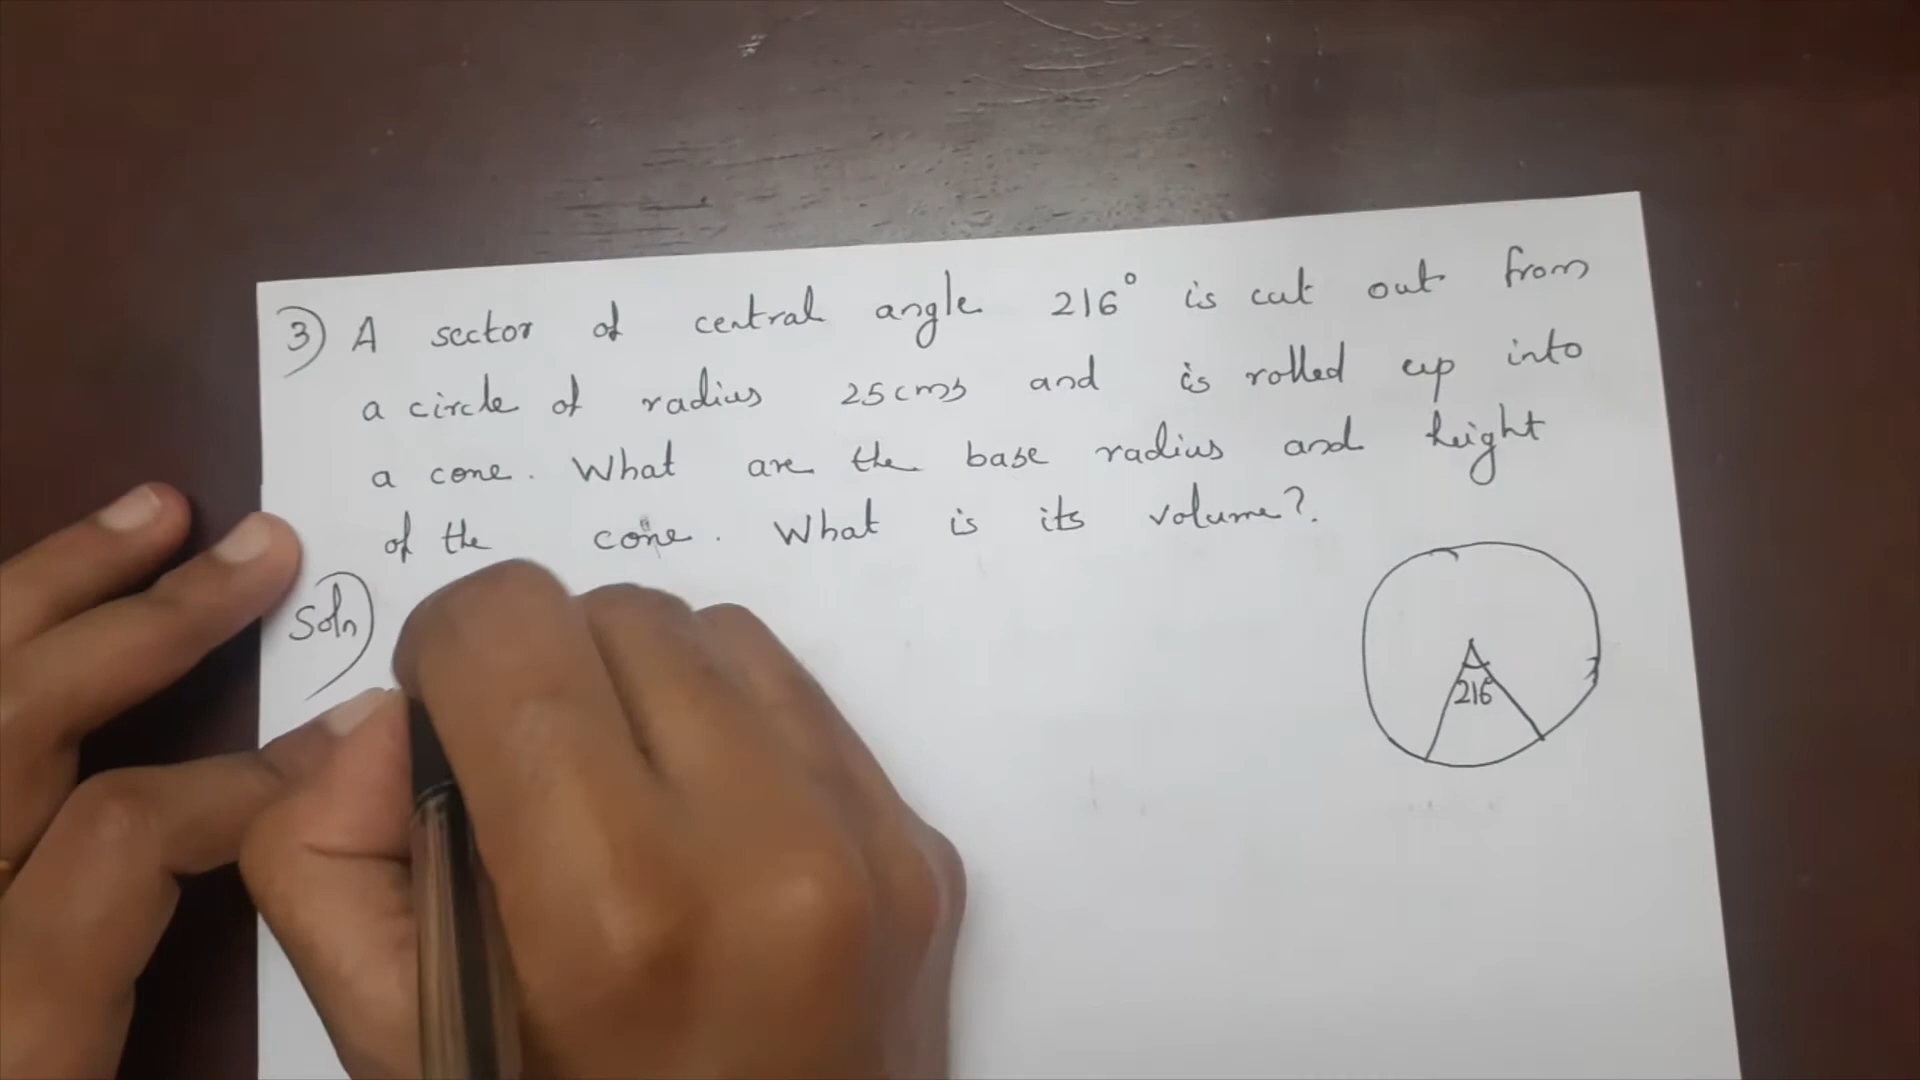 3) A sector of central angle 216° is cut out from
a circle of radius 25cms and is rolled up into
a cone. What are the base radius and height
of the cone. What is its volume?.
Soln)
216